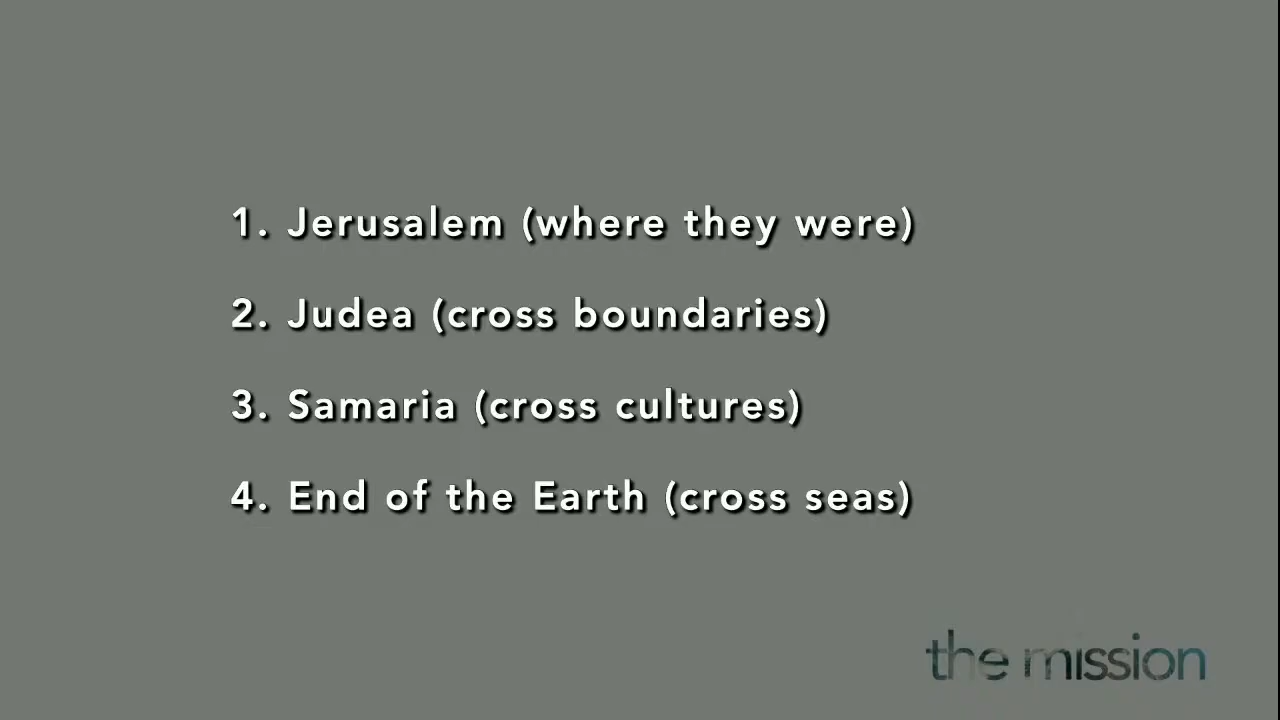 1. Jerusalem (where they were)
2. Judea (cross boundaries)
3. Samaria (cross cultures)
4. End of the Earth (cross seas)
the mission